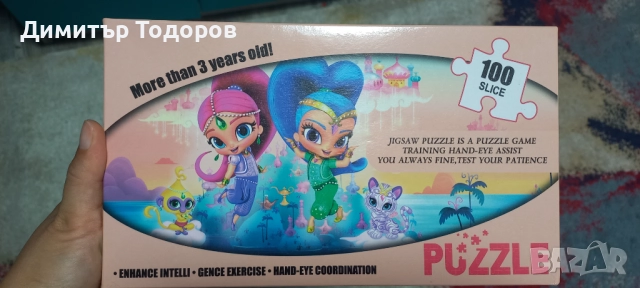 Димитър Тодоров
More than 3 years old!
100
SLICE
JIGSAW PUZZLE IS A PUZZLE GAME
TRAINING HAND-EYE ASSIST
YOU ALWAYS FINE,TEST YOUR PATIENCE
PUZZLE
BAZAR
• ENHANCE INTELLI • GENCE EXERCISE • HAND-EYE COORDINATION